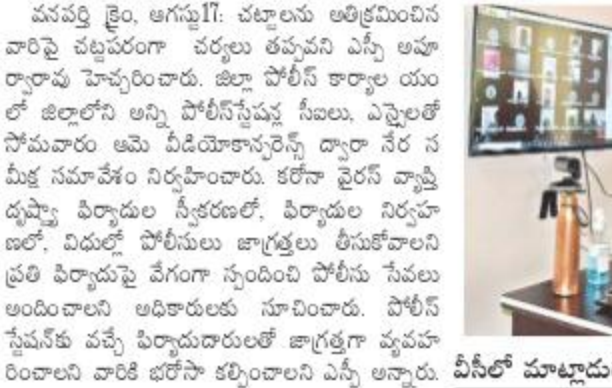 వనపర్తి క్రైం, ఆగస్టు17: చట్టాలను అతిక్రమించిన
వారిపై చట్టపరంగా చర్యలు తప్పవని ఎస్పీ అపూ
ర్వారావు హెచ్చరించారు. జిల్లా పోలీస్ కార్యాల యం
లో జిల్లాలోని అన్ని పోలీస్‌స్టేషన్ల సీఐలు, ఎస్సైలతో
సోమవారం ఆమె వీడియోకాన్ఫరెన్స్ ద్వారా నేర స
మీక్ష సమావేశం నిర్వహించారు. కరోనా వైరస్ వ్యాప్తి
దృష్ట్యా ఫిర్యాదుల స్వీకరణలో, ఫిర్యాదుల నిర్వహ
ణలో, విధుల్లో పోలీసులు జాగ్రత్తలు తీసుకోవాలని
ప్రతి ఫిర్యాదుపై వేగంగా స్పందించి పోలీసు సేవలు
అందించాలని అధికారులకు సూచించారు. పోలీస్
స్టేషన్‌కు వచ్చే ఫిర్యాదుదారులతో జాగ్రత్తగా వ్యవహ
రించాలని వారికి భరోసా కల్పించాలని ఎస్పీ అన్నారు.
వీసీలో మాట్లాడు